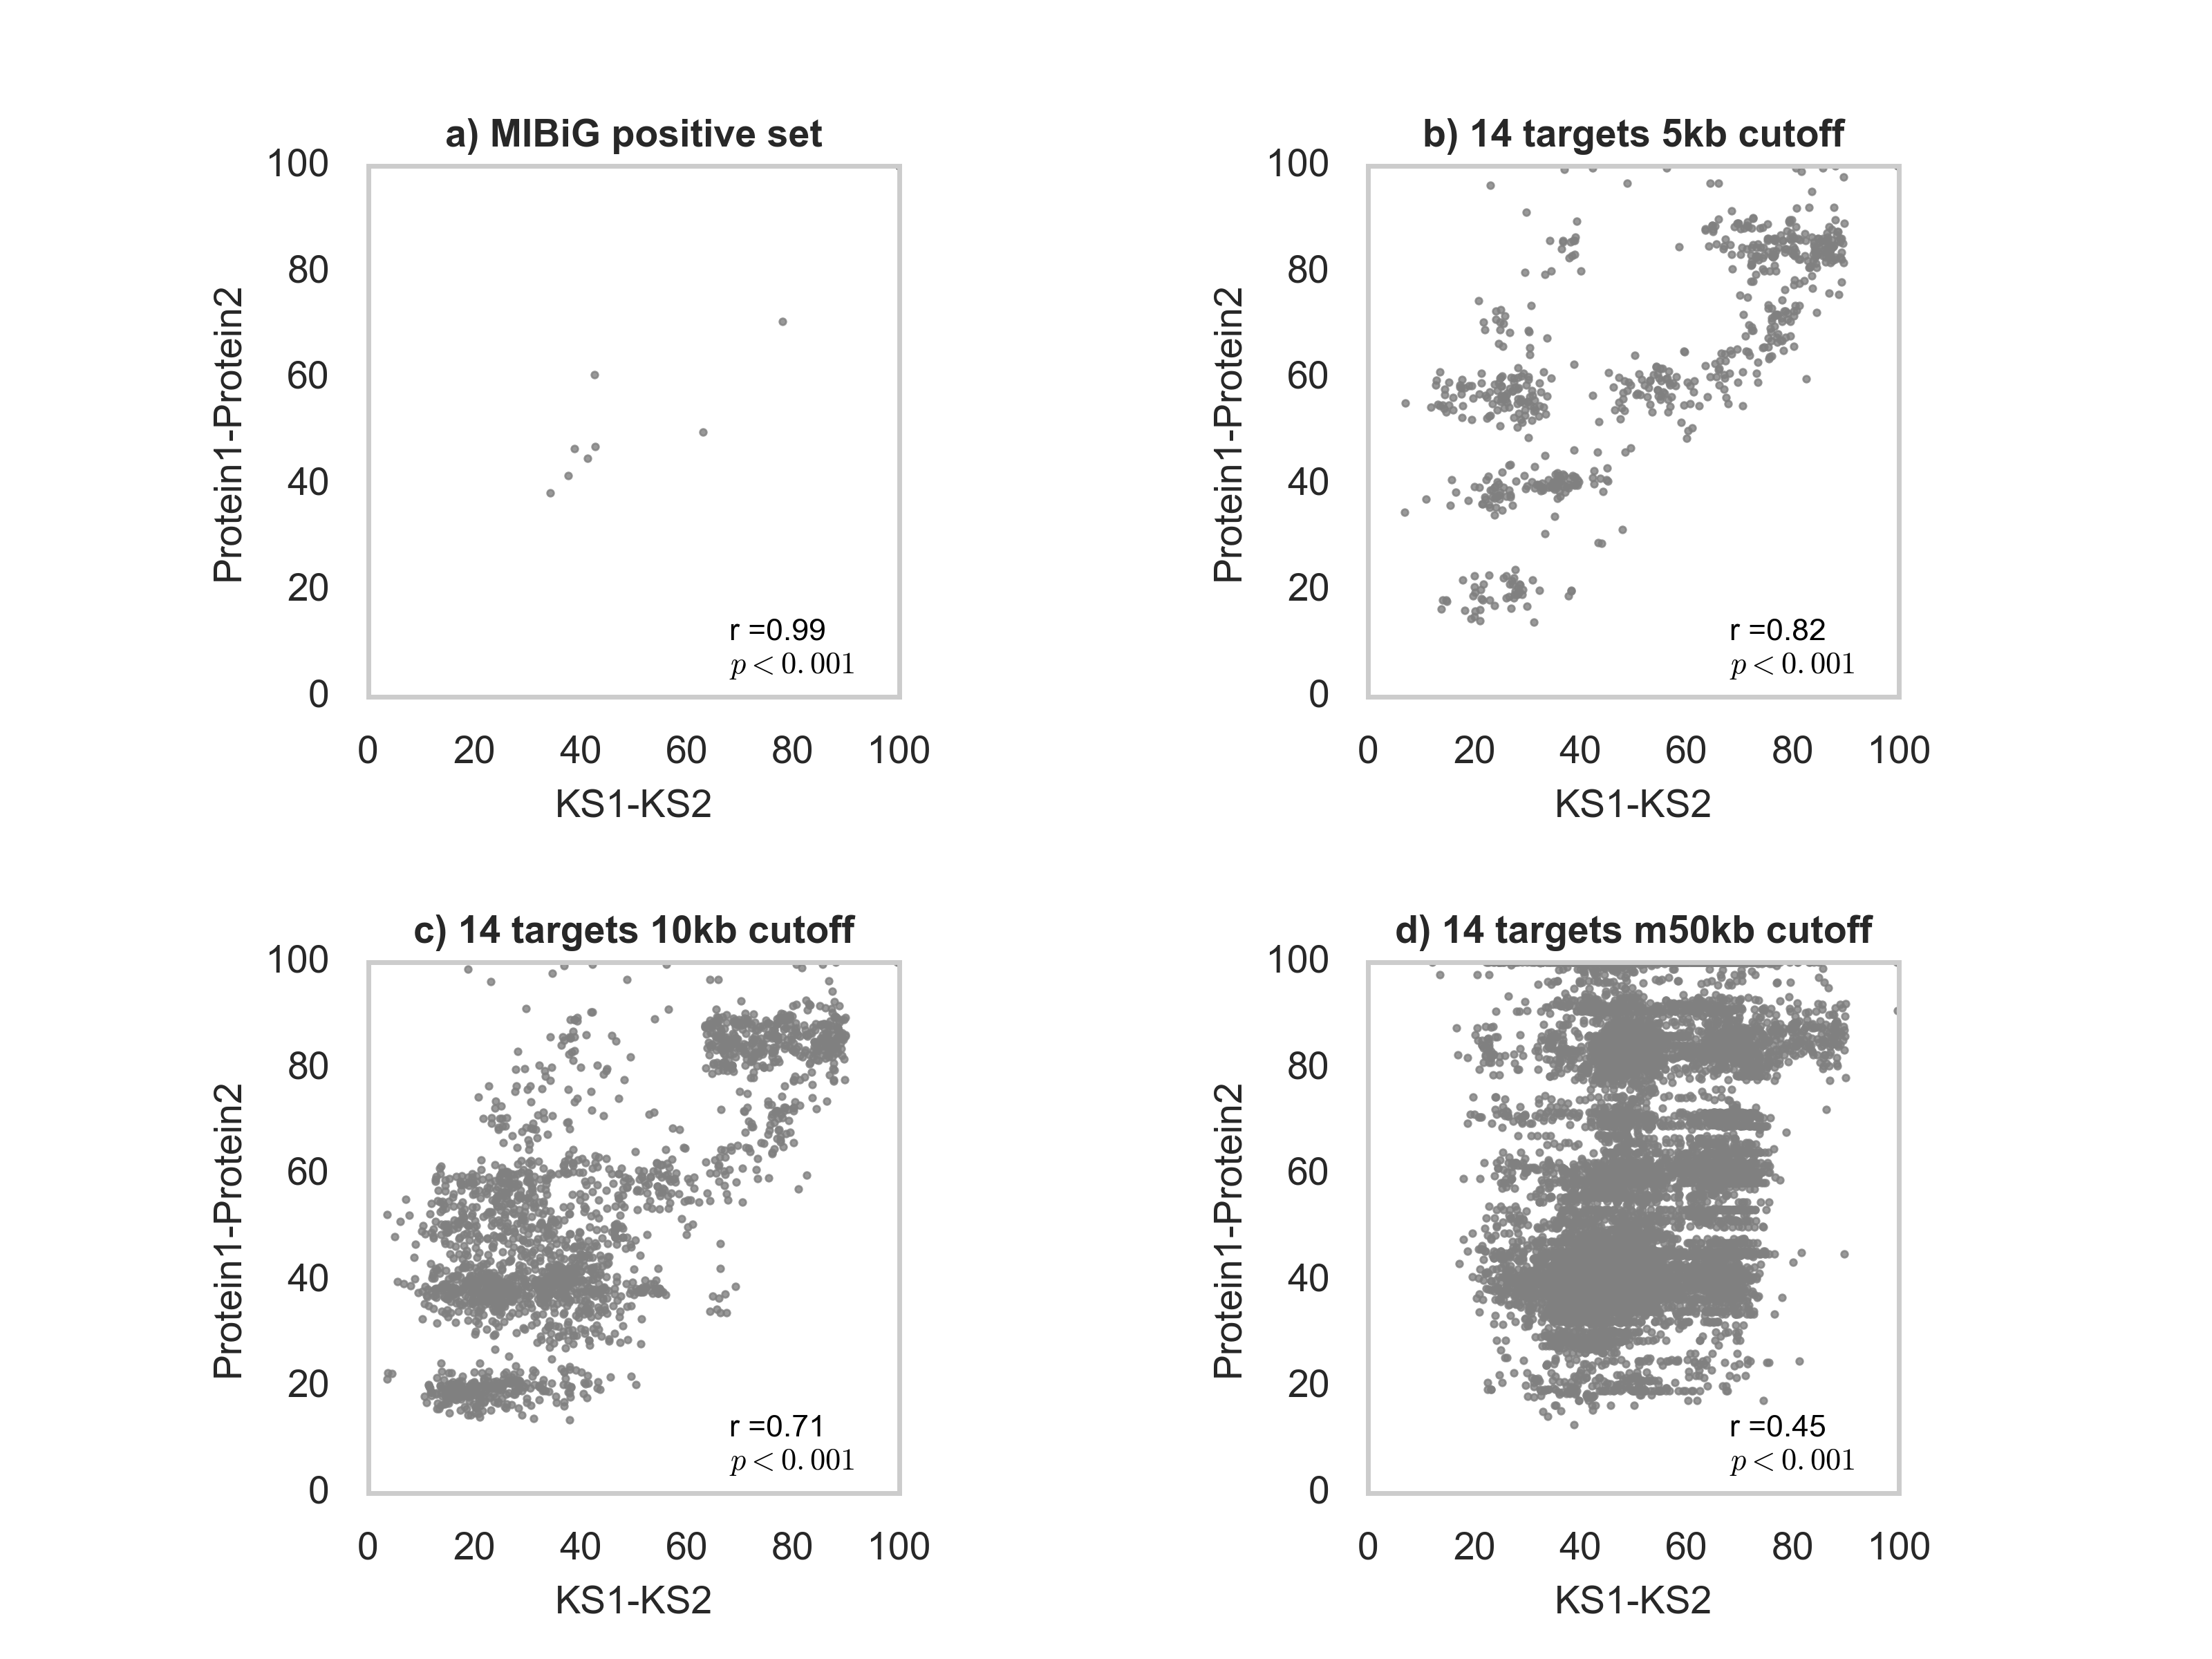 a) MIBiG positive set
100
80
60
40
20
0
Protein1-Protein2
r =0.99
p < 0.001
0 20 40 60 80 100
KS1-KS2
b) 14 targets 5kb cutoff
100
80
60
40
20
0
Protein1-Protein2
r =0.82
p < 0.001
0 20 40 60 80 100
KS1-KS2
c) 14 targets 10kb cutoff
100
80
60
40
20
0
Protein1-Protein2
r =0.71
p < 0.001
0 20 40 60 80 100
KS1-KS2
d) 14 targets m50kb cutoff
100
80
60
40
20
0
Protein1-Protein2
r =0.45
p < 0.001
0 20 40 60 80 100
KS1-KS2